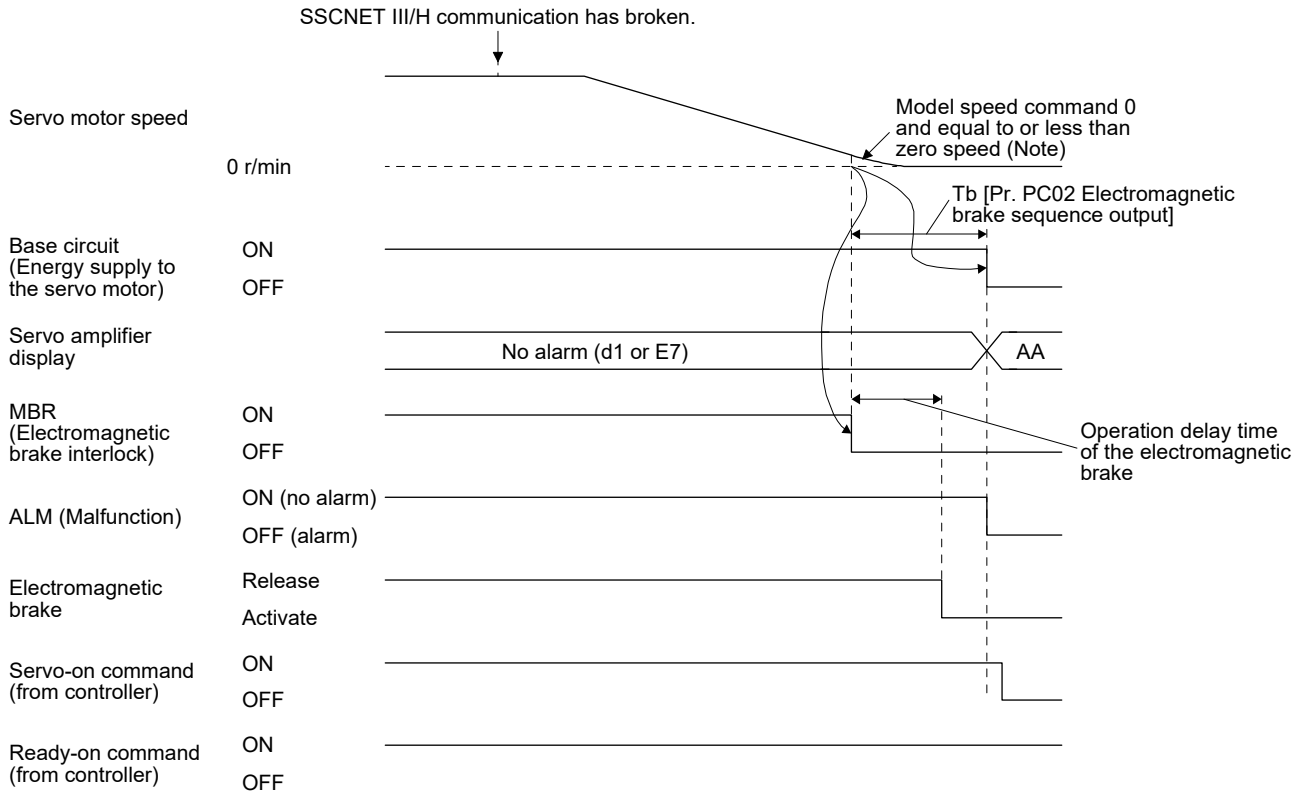 SSCNET III/H communication has broken.
Servo motor speed
0 r/min
Model speed command 0
and equal to or less than
zero speed (Note)
Tb [Pr. PC02 Electromagnetic
brake sequence output]
Base circuit
(Energy supply to
the servo motor)
ON
OFF
Servo amplifier
display
No alarm (d1 or E7)
AA
MBR
(Electromagnetic
brake interlock)
ON
OFF
Operation delay time
of the electromagnetic
brake
ALM (Malfunction)
ON (no alarm)
OFF (alarm)
Electromagnetic
brake
Release
Activate
Servo-on command
(from controller)
ON
OFF
Ready-on command
(from controller)
ON
OFF